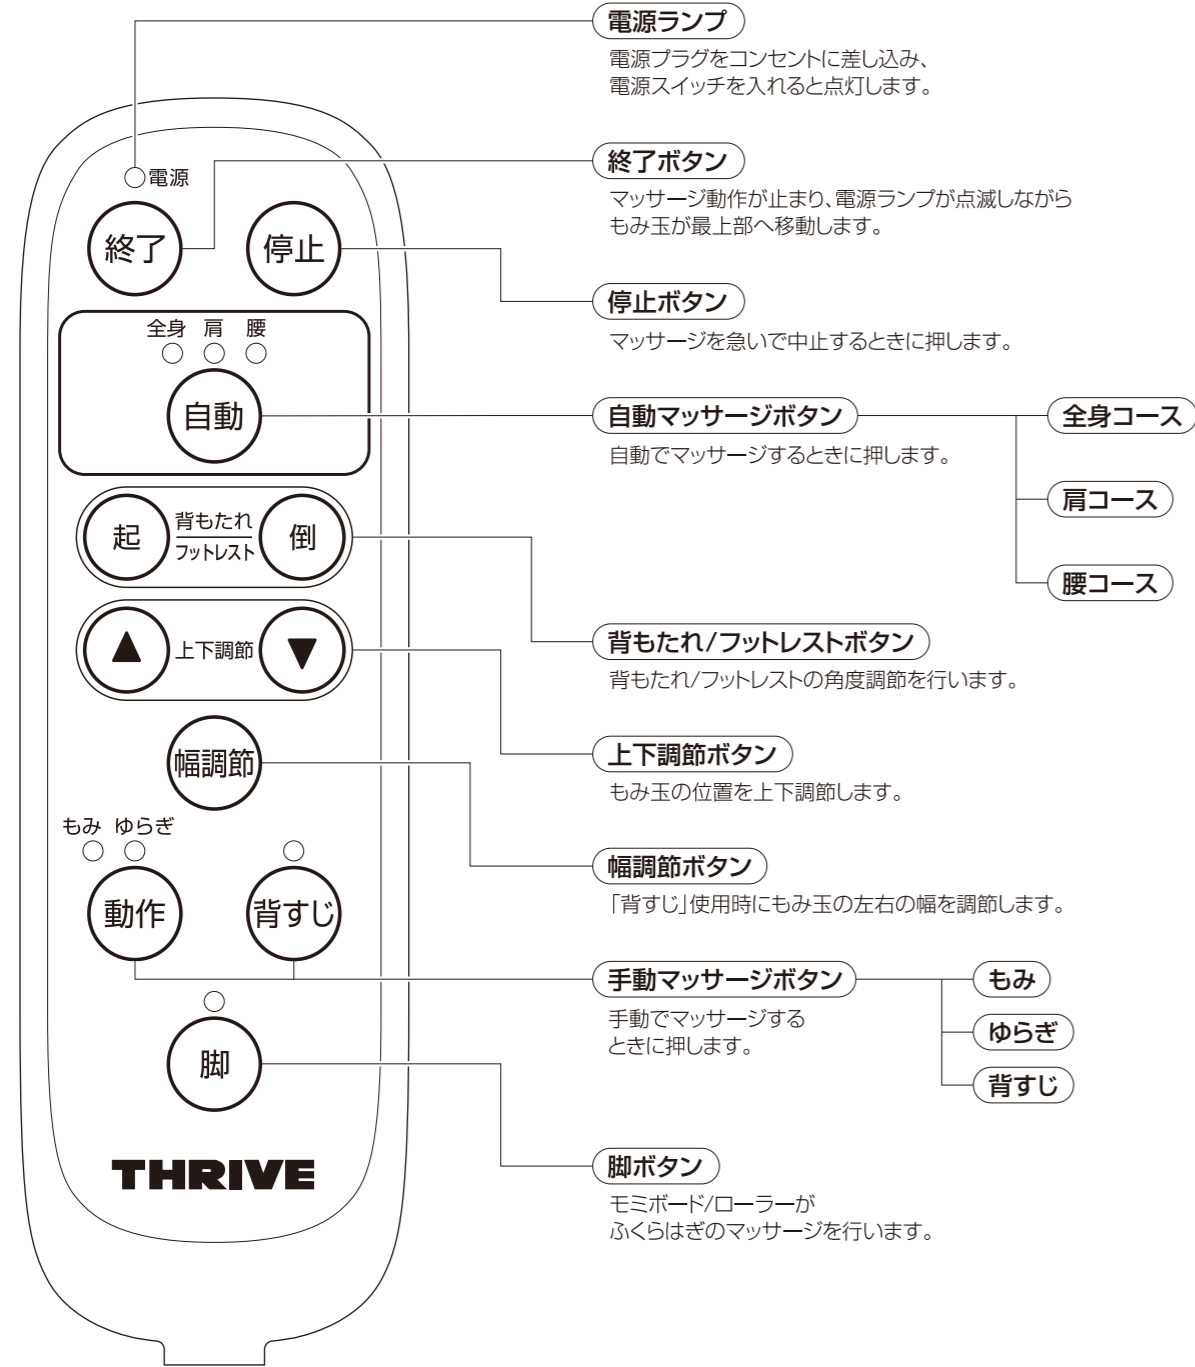 電源ランプ
電源プラグをコンセントに差し込み、
電源スイッチを入れると点灯します。
電源
終了
停止
終了ボタン
マッサージ動作が止まり、電源ランプが点滅しながら
もみ玉が最上部へ移動します。
停止ボタン
マッサージを急いで中止するときに押します。
全身 肩 腰
自動
自動マッサージボタン
自動でマッサージするときに押します。
全身コース
肩コース
腰コース
起
背もたれ
フットレスト
倒
背もたれ/フットレストボタン
背もたれ/フットレストの角度調節を行います。
▲ 上下調節 ▼
上下調節ボタン
もみ玉の位置を上下調節します。
幅調節
幅調節ボタン
「背すじ」使用時にもみ玉の左右の幅を調節します。
もみ ゆらぎ
動作
背すじ
手動マッサージボタン
手動でマッサージする
ときに押します。
もみ
ゆらぎ
背すじ
脚
脚ボタン
モミボード/ローラーが
ふくらはぎのマッサージを行います。
THRIVE